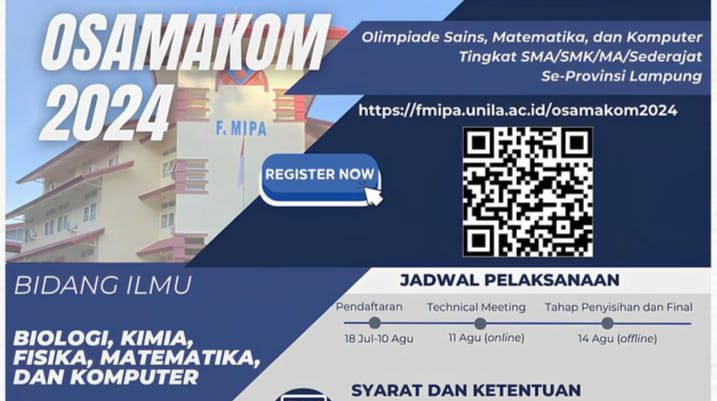 OSAMAKOM
2024
Olimpiade Sains, Matematika, dan Komputer
Tingkat SMA/SMK/MA/Sederajat
Se-Provinsi Lampung
https://fmipa.unila.ac.id/osamakom2024
F. MIPA
REGISTER NOW
BIDANG ILMU
BIOLOGI, KIMIA,
FISIKA, MATEMATIKA,
DAN KOMPUTER
JADWAL PELAKSANAAN
Pendaftaran Technical Meeting Tahap Penyisihan dan Final
18 Jul-10 Agu 11 Agu (online) 14 Agu (offline)
SYARAT DAN KETENTUAN